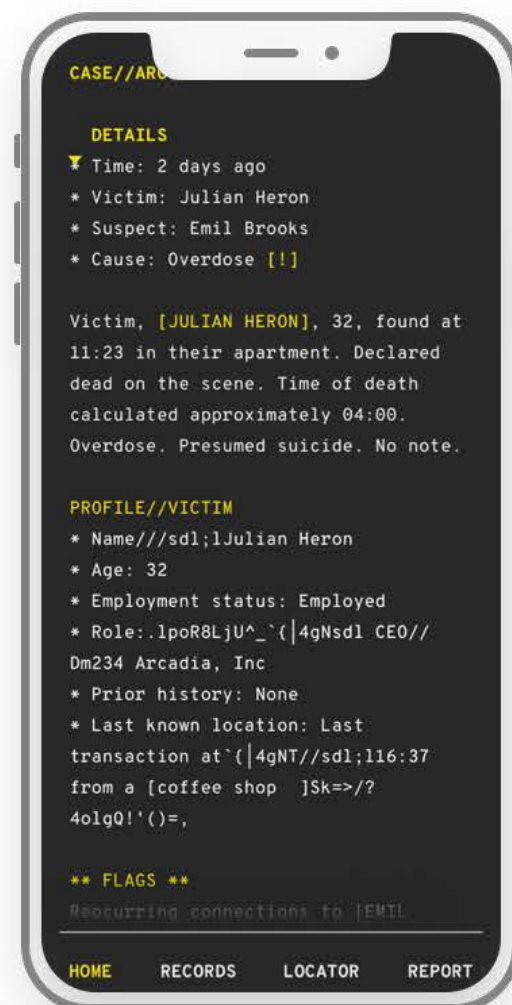 CASE//ARC
DETAILS
* Time: 2 days ago
* Victim: Julian Heron
* Suspect: Emil Brooks
* Cause: Overdose [!]
Victim, [JULIAN HERON], 32, found at
11:23 in their apartment. Declared
dead on the scene. Time of death
calculated approximately 04:00.
Overdose. Presumed suicide. No note.
PROFILE//VICTIM
* Name///sdl;lJulian Heron
* Age: 32
* Employment status: Employed
* Role:.lpoR8LjU^_`{|4gNsdl CEO//
Dm234 Arcadia, Inc
* Prior history: None
* Last known location: Last
transaction at`{|4gNT//sdl;l16:37
from a [coffee shop  ]Sk=>/?
4olgQ!'()=,
** FLAGS **
Reocurring connections to [EMIL
HOME RECORDS LOCATOR REPORT